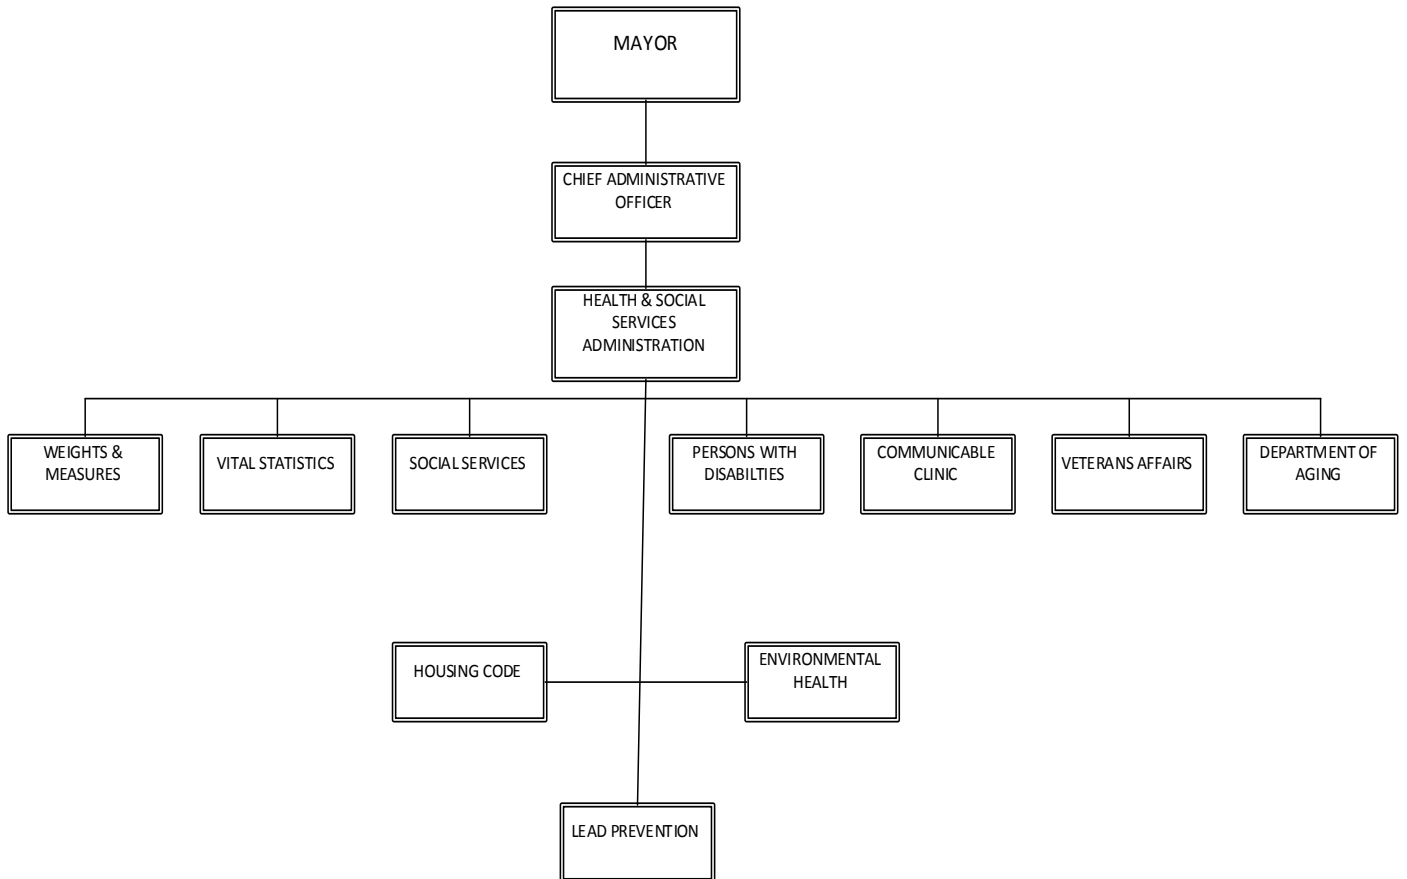 MAYOR
CHIEF ADMINISTRATIVE
OFFICER
HEALTH & SOCIAL
SERVICES
ADMINISTRATION
WEIGHTS &
MEASURES
VITAL STATISTICS
SOCIAL SERVICES
PERSONS WITH
DISABILTIES
COMMUNICABLE
CLINIC
VETERANS AFFAIRS
DEPARTMENT OF
AGING
HOUSING CODE
ENVIRONMENTAL
HEALTH
LEAD PREVENTION